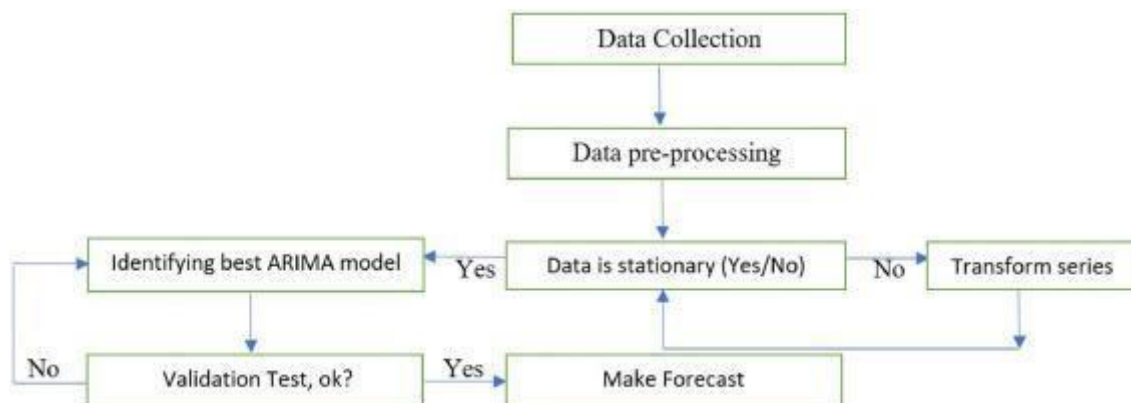 Data Collection
Data pre-processing
Identifying best ARIMA model
Yes
Data is stationary (Yes/No)
No
Transform series
No
Validation Test, ok?
Yes
Make Forecast